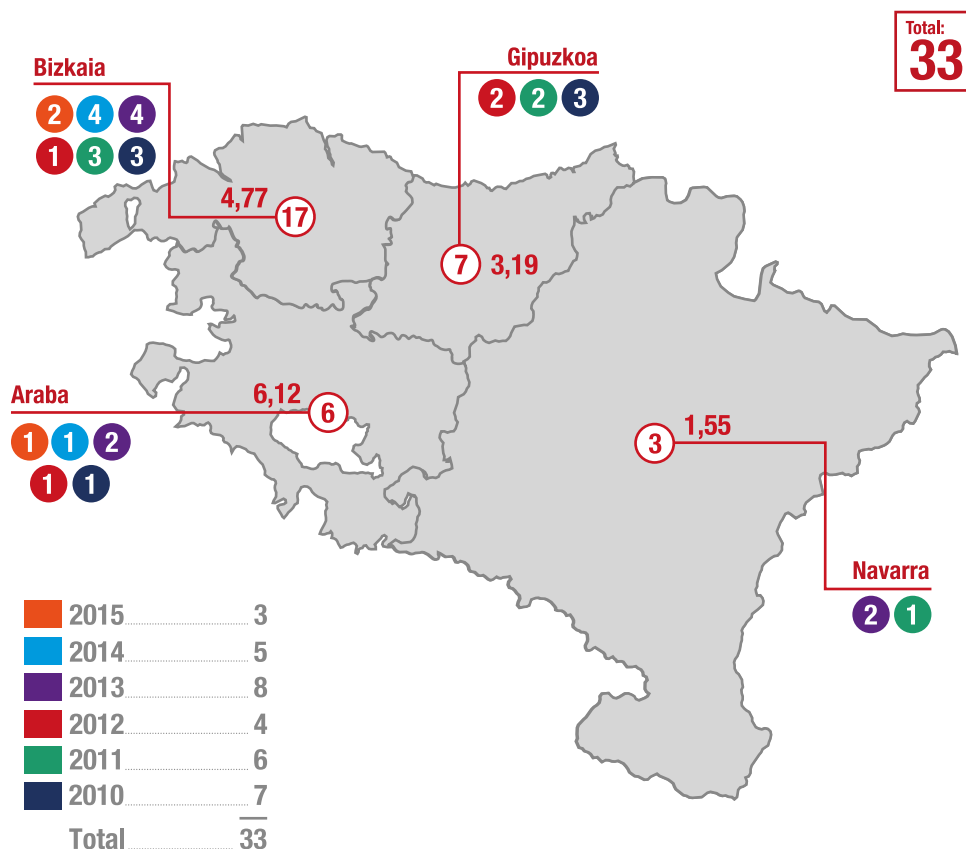 Total:
33
Bizkaia
2 4 4
1 3 3
4,77
17
Gipuzkoa
2 2 3
7 3,19
Araba
1 1 2
1 1
6,12
6
1,55
3
Navarra
2 1
2015 3
2014 5
2013 8
2012 4
2011 6
2010 7
Total 33